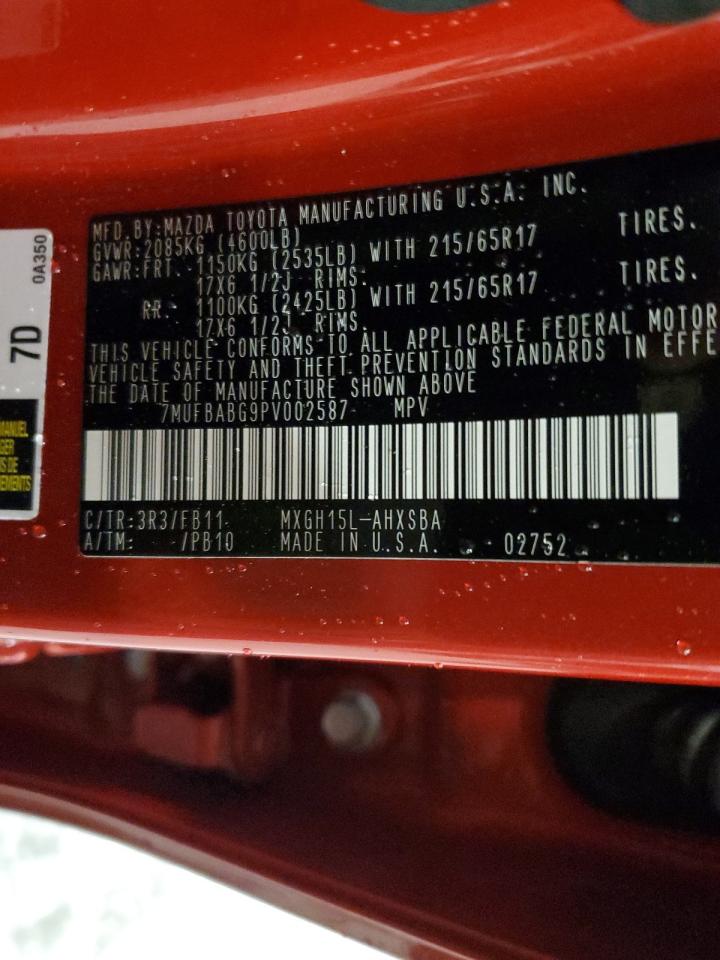 MFD.BY:MAZDA TOYOTA MANUFACTURING U.S.A. INC.
GVWR:2085KG (4600LB)
GAWR:FRT. 1150KG (2535LB) WITH 215/65R17 TIRES.
17X6 1/2J. RIMS.
RR. 1100KG (2425LB) WITH 215/65R17 TIRES.
17X6 1/2J. RIMS.
THIS VEHICLE CONFORMS TO ALL APPLICABLE FEDERAL MOTOR
VEHICLE SAFETY AND THEFT PREVENTION STANDARDS IN EFFE
THE DATE OF MANUFACTURE SHOWN ABOVE
7MUFBABG9PV002587 MPV
C/TR:3R3/FB11 MXGH15L-AHXSBA
A/TM: /PB10 MADE IN U.S.A. 02752
0A350
7D
MANUEL